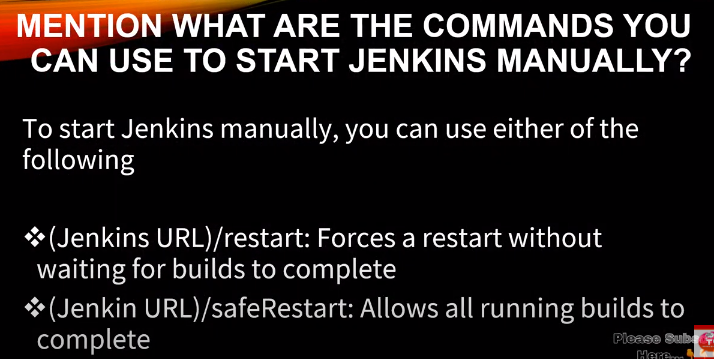 MENTION WHAT ARE THE COMMANDS YOU
CAN USE TO START JENKINS MANUALLY?
To start Jenkins manually, you can use either of the
following
❖(Jenkins URL)/restart: Forces a restart without
waiting for builds to complete
❖(Jenkin URL)/safeRestart: Allows all running builds to
complete
Please Subs
Here...